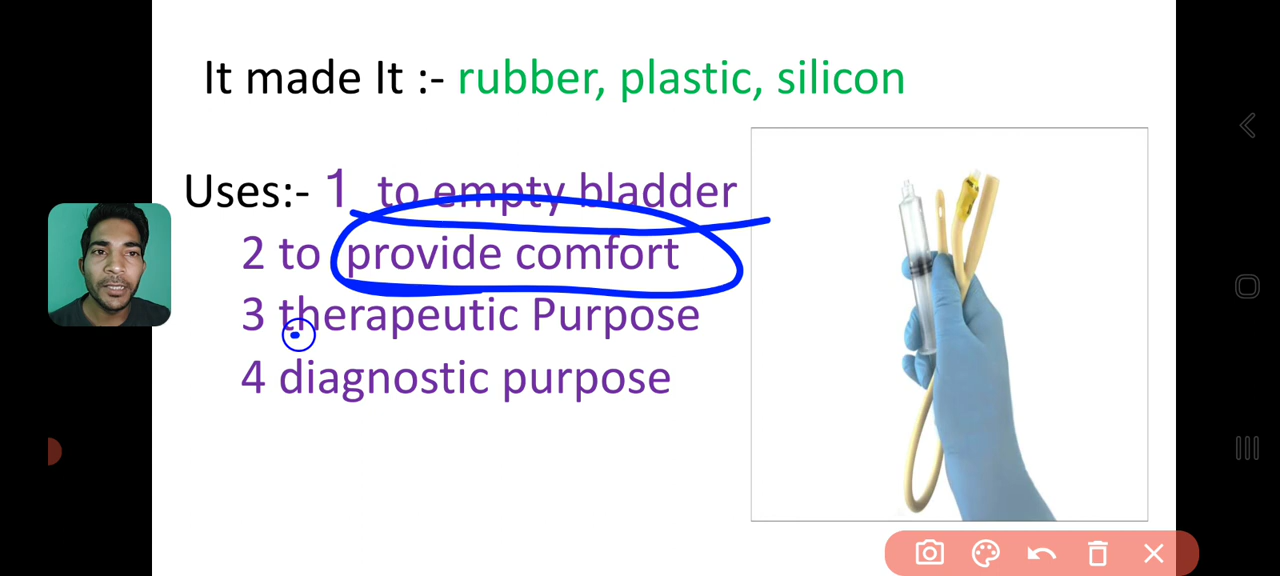 It made It :- rubber, plastic, silicon
Uses:- 1 to empty bladder
2 to provide comfort
3 therapeutic Purpose
4 diagnostic purpose